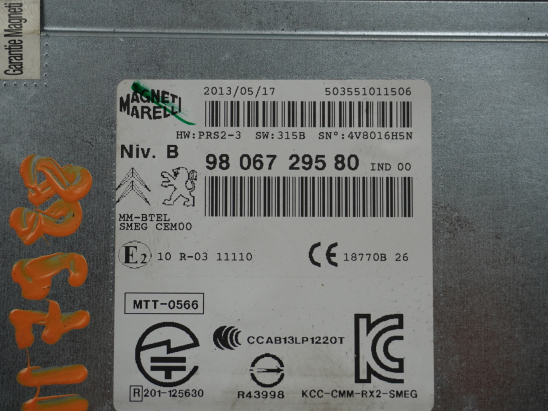 Garantie Magneti
MAGNETI MARELLI
2013/05/17 503551011506
HW:PRS2-3 SW:315B SN°:4V8016H5N
Niv. B 98 067 295 80 IND 00
MM-BTEL
SMEG CEM00
E2 10 R-03 11110 CE 18770B 26
MTT-0566
CCAB13LP1220T
R 201-125630 R43998 KCC-CMM-RX2-SMEG